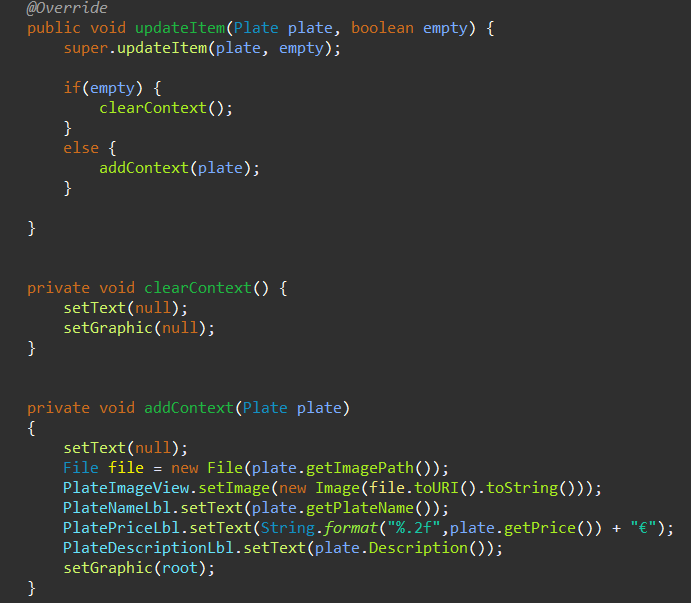 @Override
public void updateItem(Plate plate, boolean empty) {
super.updateItem(plate, empty);
if(empty) {
clearContext();
}
else {
addContext(plate);
}
}
private void clearContext() {
setText(null);
setGraphic(null);
}
private void addContext(Plate plate)
{
setText(null);
File file = new File(plate.getImagePath());
PlateImageView.setImage(new Image(file.toURI().toString()));
PlateNameLbl.setText(plate.getPlateName());
PlatePriceLbl.setText(String.format("%.2f",plate.getPrice()) + "€");
PlateDescriptionLbl.setText(plate.Description());
setGraphic(root);
}